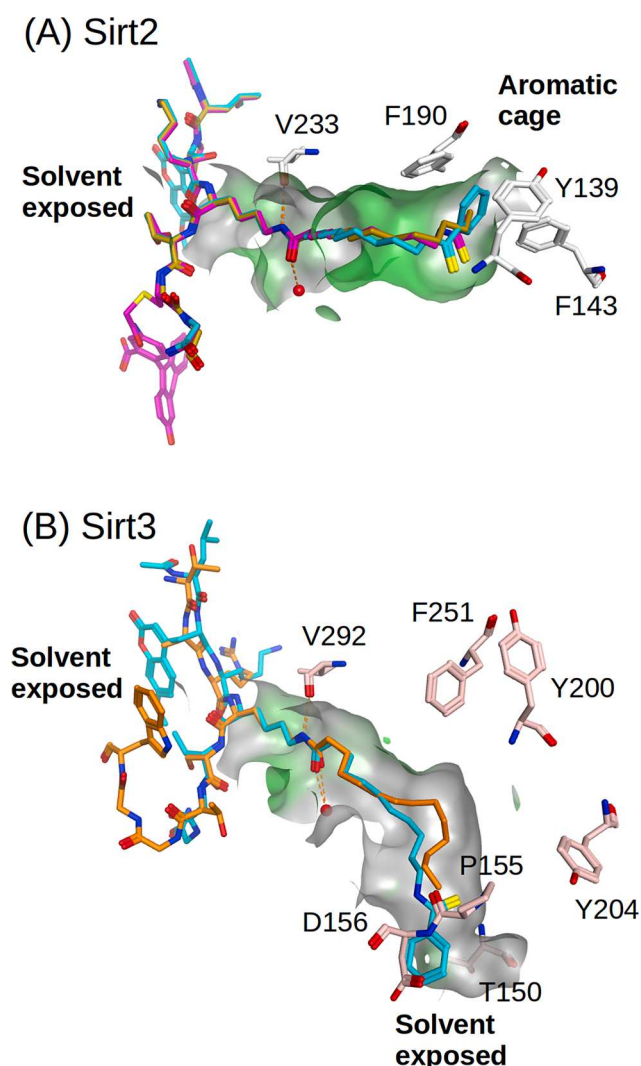 (A) Sirt2
Aromatic
cage
F190
V233
Solvent
exposed
Y139
F143
(B) Sirt3
F251
V292
Solvent
exposed
Y200
P155
Y204
D156
T150
Solvent
exposed